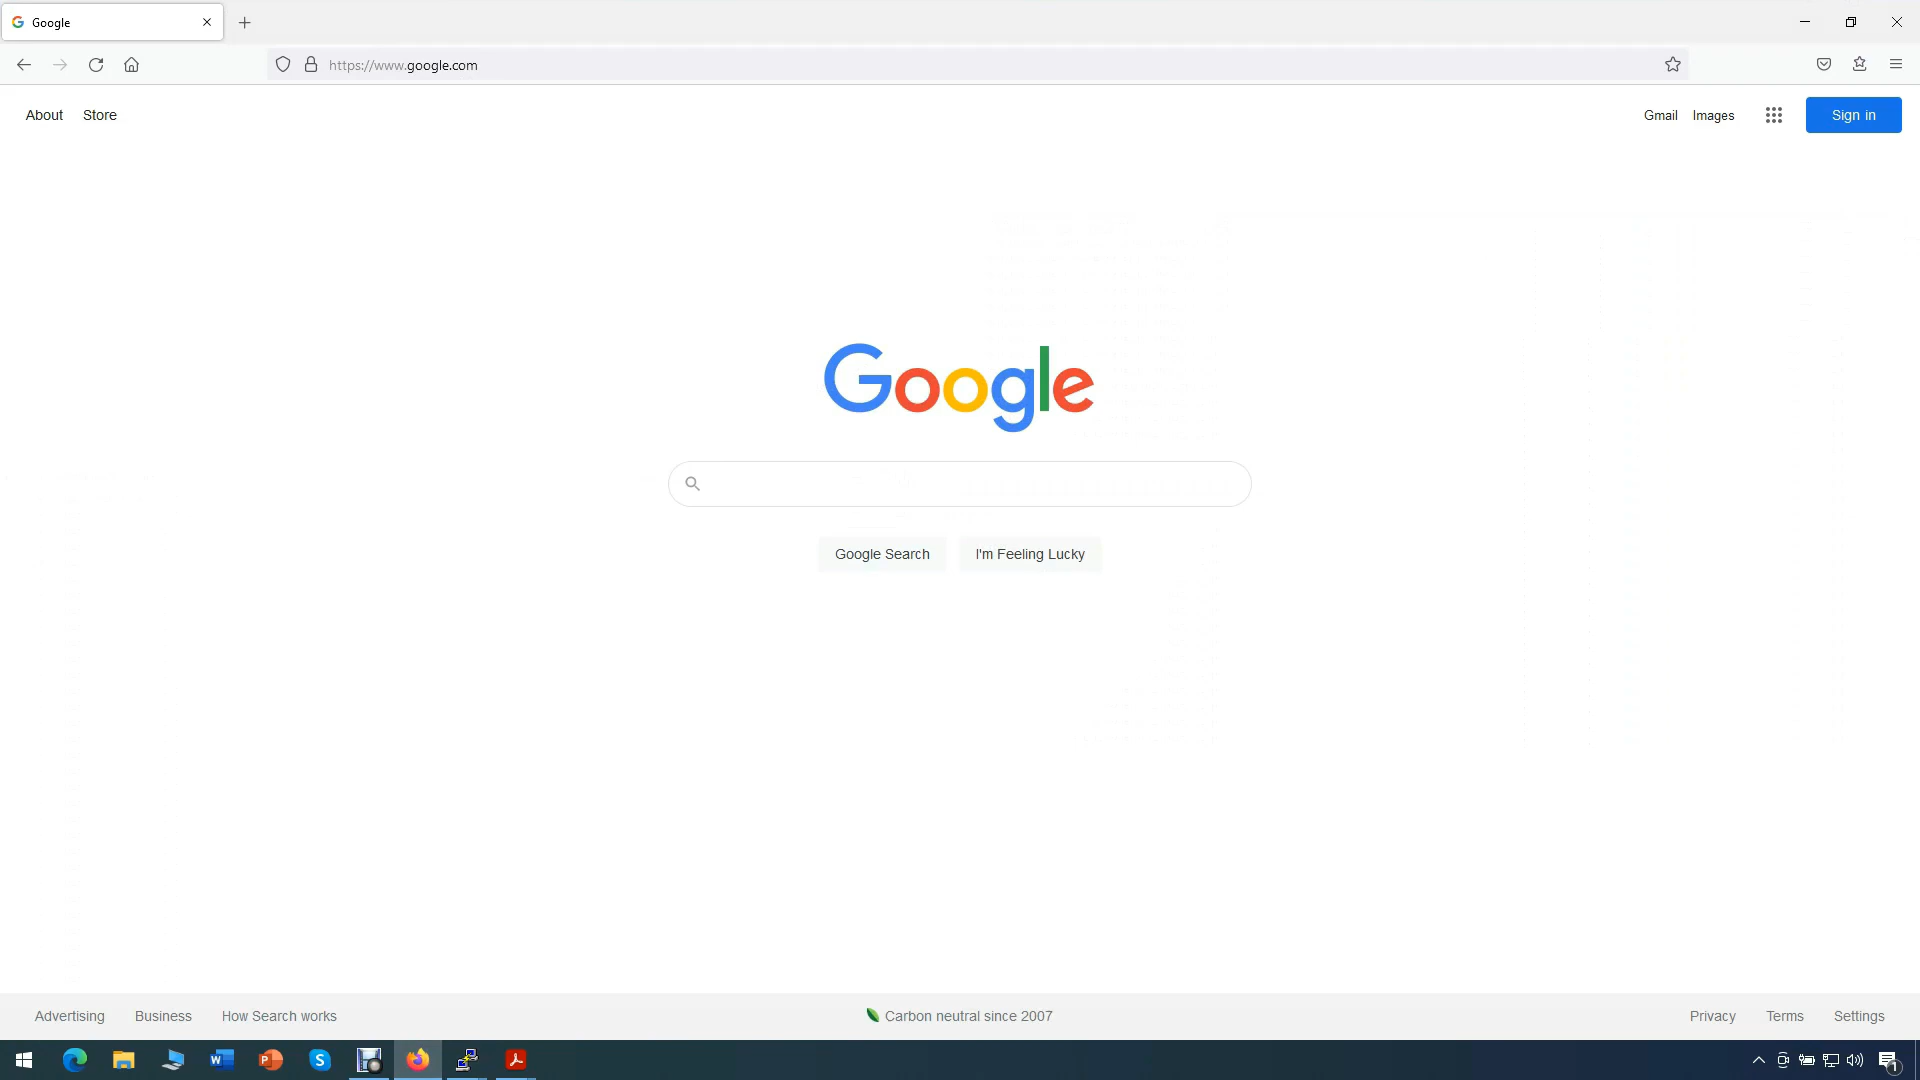 Google
https://www.google.com
About Store Gmail Images Sign in
Google
Google Search I'm Feeling Lucky
Advertising Business How Search works Carbon neutral since 2007 Privacy Terms Settings
1